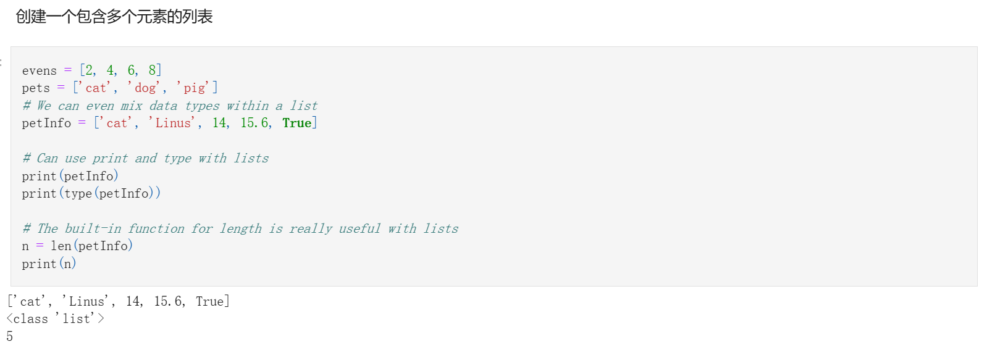 创建一个包含多个元素的列表
evens = [2, 4, 6, 8]
pets = ['cat', 'dog', 'pig']
# We can even mix data types within a list
petInfo = ['cat', 'Linus', 14, 15.6, True]
# Can use print and type with lists
print(petInfo)
print(type(petInfo))
# The built-in function for length is really useful with lists
n = len(petInfo)
print(n)
['cat', 'Linus', 14, 15.6, True]
<class 'list'>
5